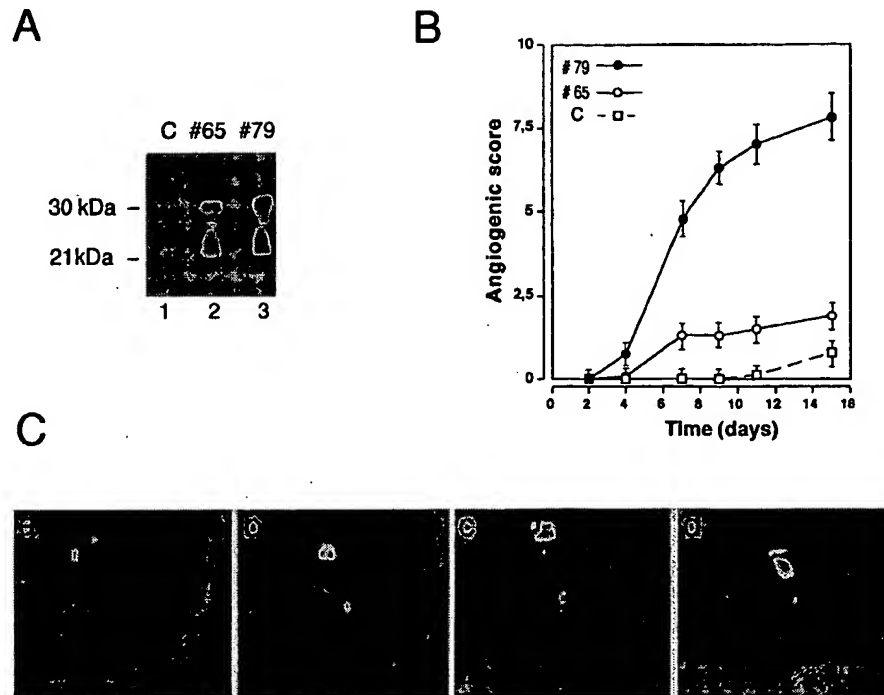 A
C #65 #79
30 kDa –
21kDa –
1 2 3
B
10
7,5
5
2,5
0
#79
#65
C
Angiogenic score
0 2 4 6 8 10 12 14 16 18
Time (days)
C